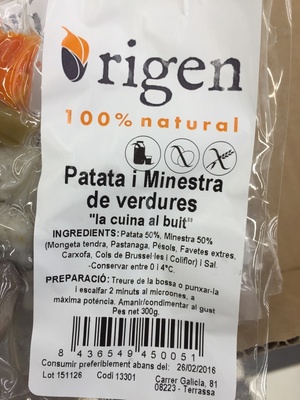 Origen
100% natural
Patata i Minestra
de verdures
"la cuina al buit"
INGREDIENTS: Patata 50%, Minestra 50%
(Mongeta tendra, Pastanaga, Pèsols, Favetes extres,
Carxofa, Cols de Brussel·les i Coliflor) i Sal.
-Conservar entre 0 i 4ºC.
PREPARACIÓ: Treure de la bossa o punxar-la
i escalfar 2 minuts al microones, a
màxima potència. Amanir/condimentar al gust
Pes net 300g
8 436549 450051
Consumir preferiblement abans del: 26/02/2016
Lot 151126 Codi 13301 Carrer Galícia, 81
08223 - Terrassa